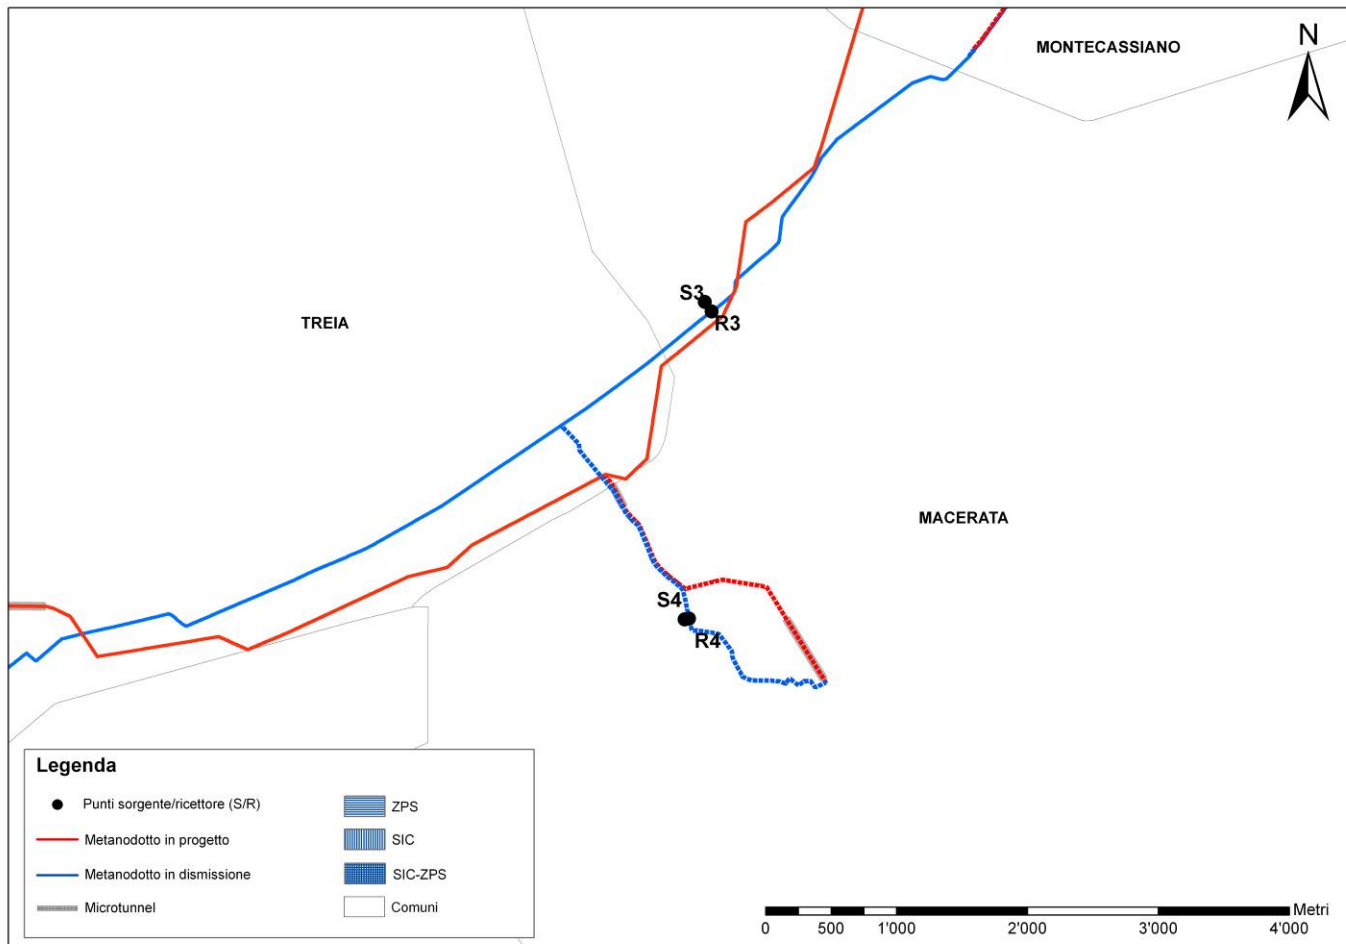 MONTECASSIANO
N
S3
R3
TREIA
MACERATA
S4
R4
Legenda
Punti sorgente/ricettore (S/R)
Metanodotto in progetto
Metanodotto in dismissione
Microtunnel
ZPS
SIC
SIC-ZPS
Comuni
Metri
0 500 1'000 2'000 3'000 4'000